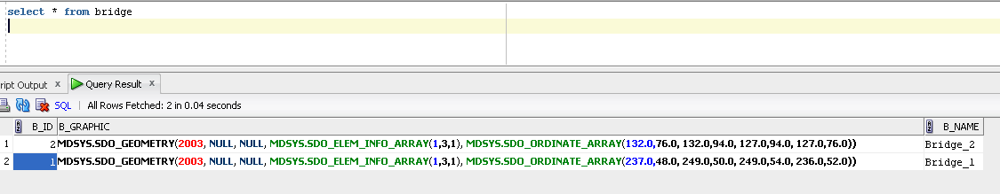 select * from bridge
ript Output x Query Result x
SQL | All Rows Fetched: 2 in 0.04 seconds
B_ID B_GRAPHIC B_NAME
1 2 MDSYS.SDO_GEOMETRY(2003, NULL, NULL, MDSYS.SDO_ELEM_INFO_ARRAY(1,3,1), MDSYS.SDO_ORDINATE_ARRAY(132.0,76.0, 132.0,94.0, 127.0,94.0, 127.0,76.0)) Bridge_2
2 1 MDSYS.SDO_GEOMETRY(2003, NULL, NULL, MDSYS.SDO_ELEM_INFO_ARRAY(1,3,1), MDSYS.SDO_ORDINATE_ARRAY(237.0,48.0, 249.0,50.0, 249.0,54.0, 236.0,52.0)) Bridge_1